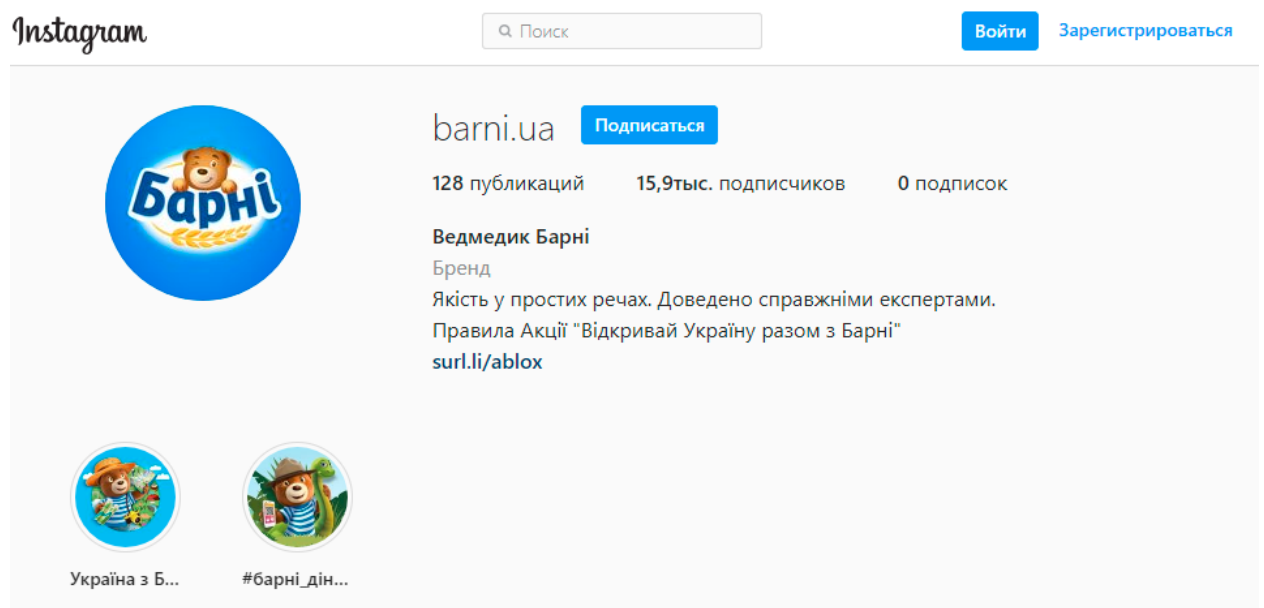 Instagram
Поиск
Войти
Зарегистрироваться
Барні
barni.ua
Подписаться
128 публикаций 15,9тыс. подписчиков 0 подписок
Ведмедик Барні
Бренд
Якість у простих речах. Доведено справжніми експертами.
Правила Акції "Відкривай Україну разом з Барні"
surl.li/ablox
Україна з Б...
#барні_дін...